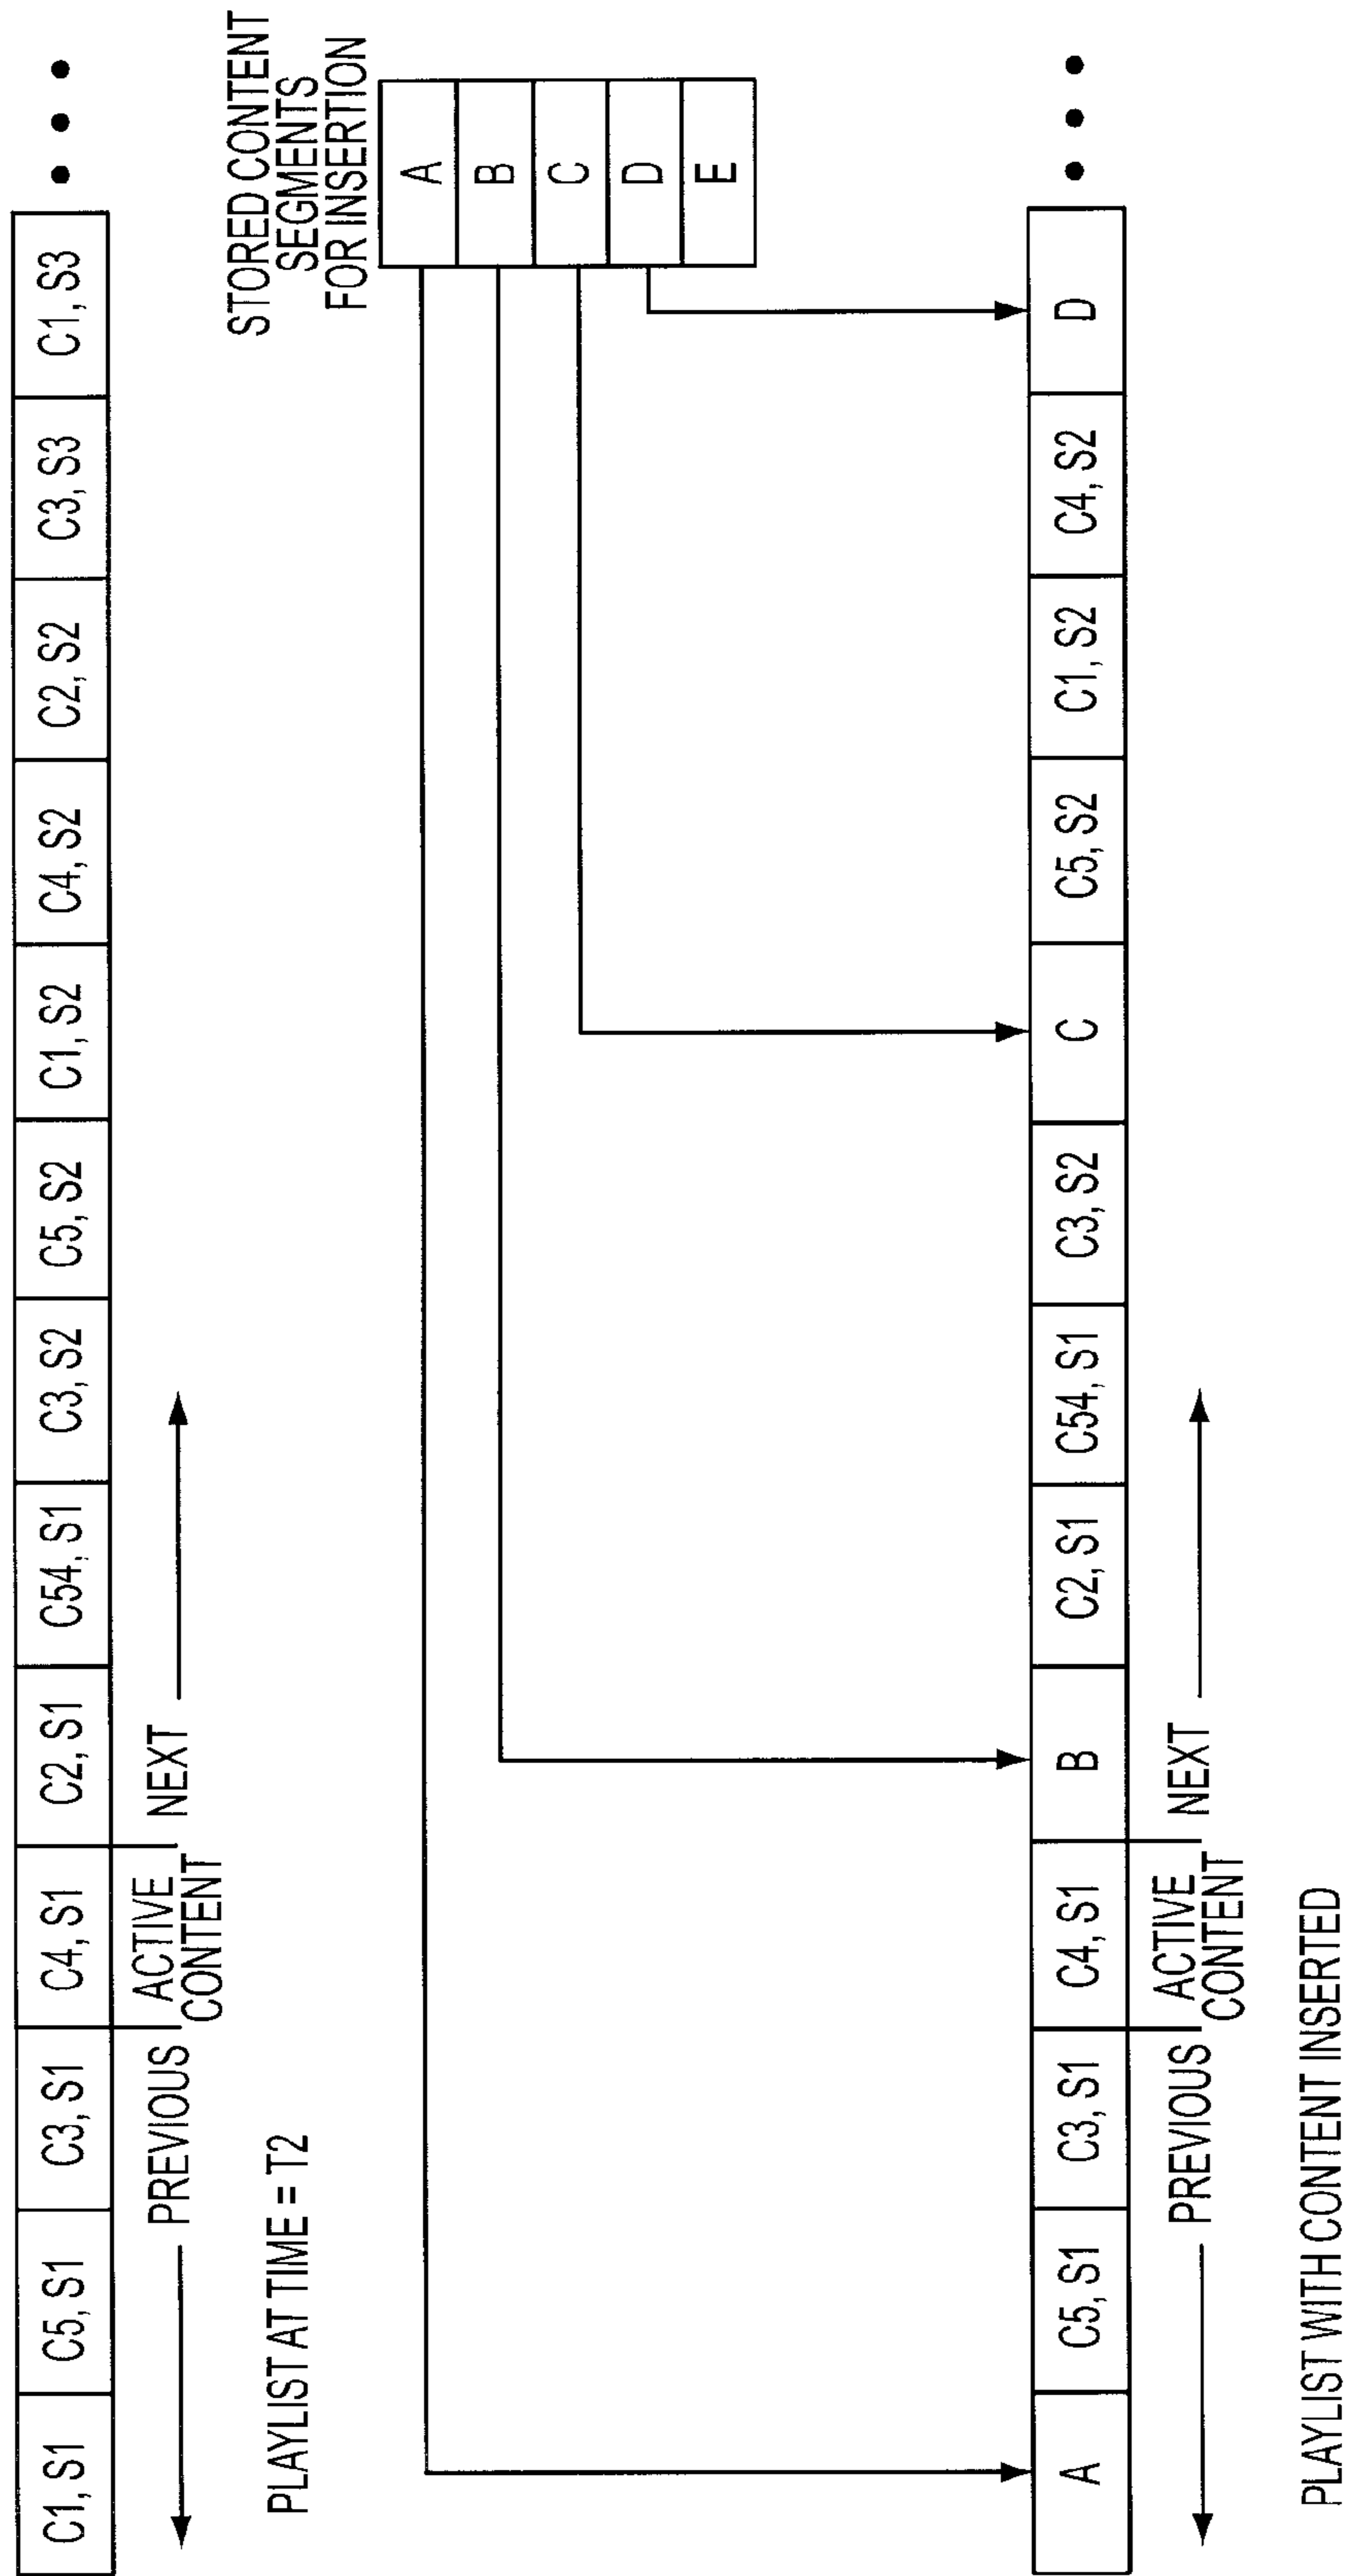 C1, S1
C5, S1
C3, S1
C4, S1
C2, S1
C54, S1
C3, S2
C5, S2
C1, S2
C4, S2
C2, S2
C3, S3
C1, S3
PREVIOUS
ACTIVE
CONTENT
NEXT
PLAYLIST AT TIME = T2
STORED CONTENT
SEGMENTS
FOR INSERTION
A
B
C
D
E
A
C5, S1
C3, S1
C4, S1
B
C2, S1
C54, S1
C3, S2
C
C5, S2
C1, S2
C4, S2
D
PREVIOUS
ACTIVE
CONTENT
NEXT
PLAYLIST WITH CONTENT INSERTED